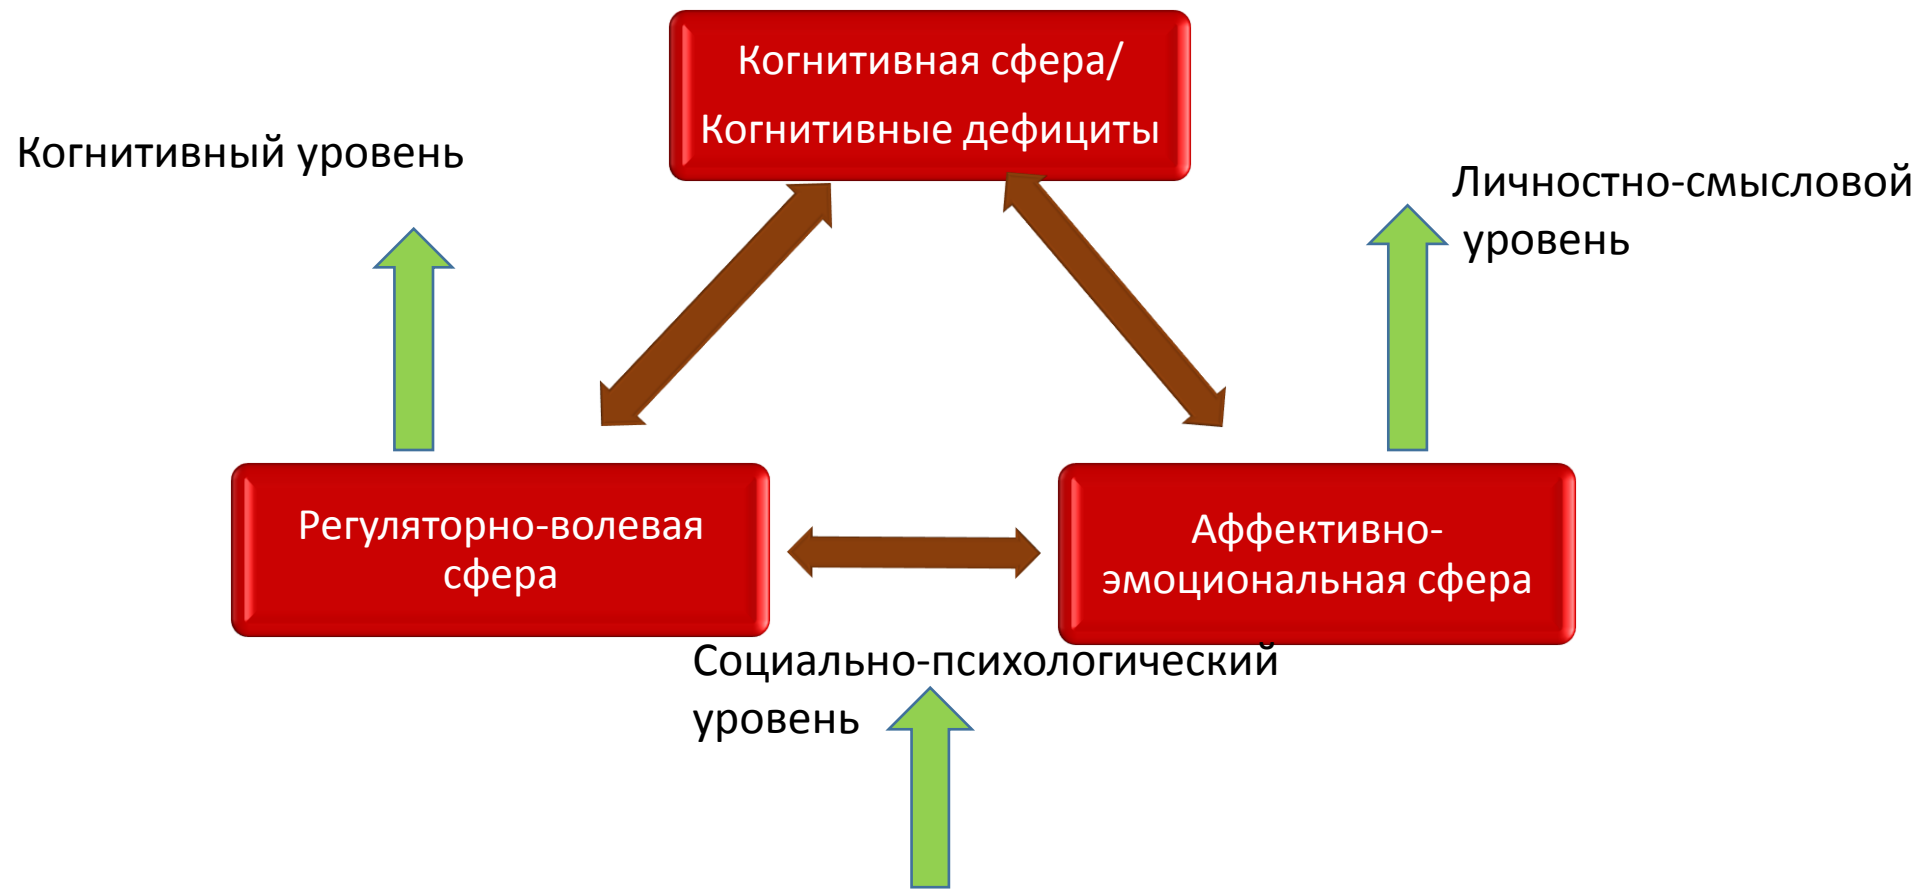 Когнитивная сфера/
Когнитивные дефициты
Когнитивный уровень
Личностно-смысловой
уровень
Регуляторно-волевая
сфера
Аффективно-
эмоциональная сфера
Социально-психологический
уровень